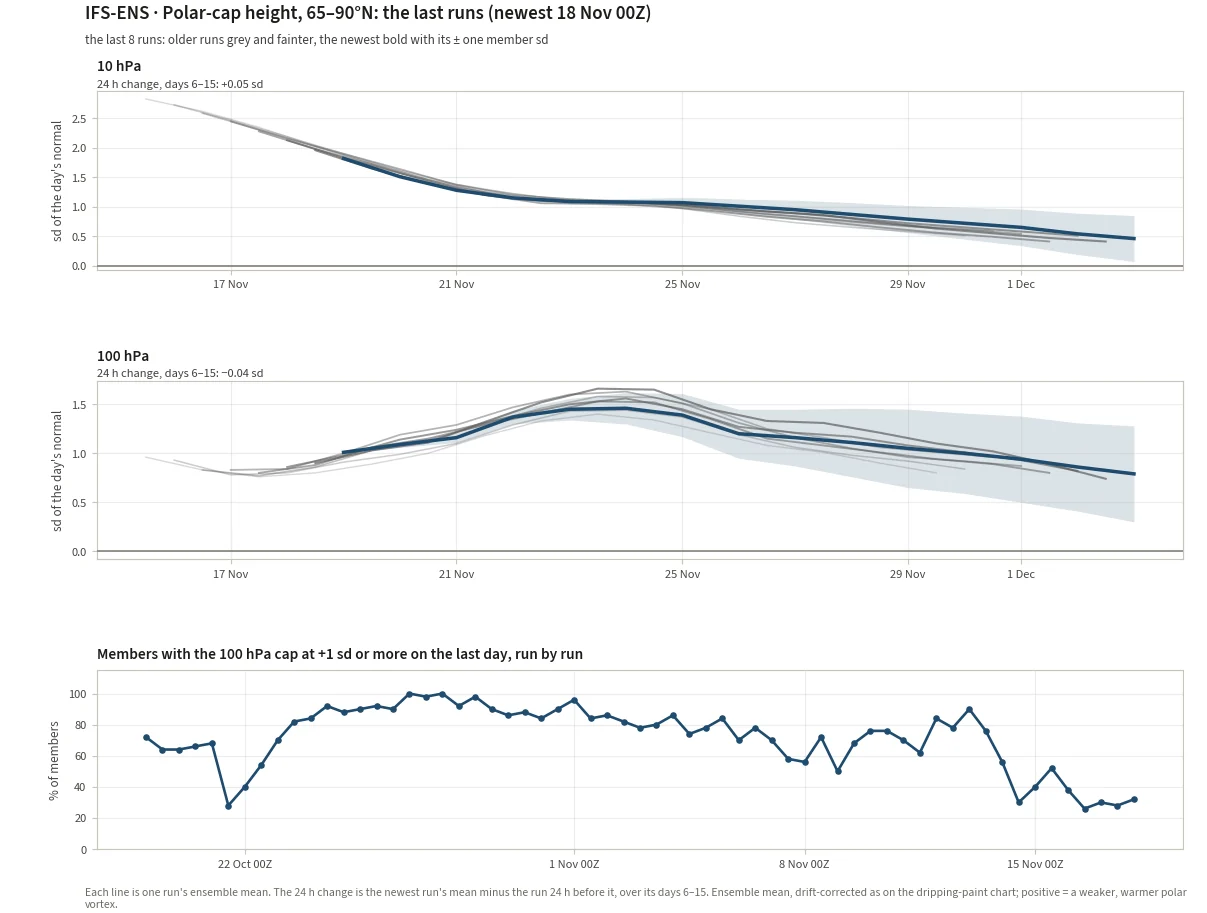 IFS-ENS · Polar-cap height, 65–90°N: the last runs (newest 18 Nov 00Z)
the last 8 runs: older runs grey and fainter, the newest bold with its ± one member sd
10 hPa
24 h change, days 6–15: +0.05 sd
sd of the day's normal
2.5
2.0
1.5
1.0
0.5
0.0
17 Nov
21 Nov
25 Nov
29 Nov
1 Dec
100 hPa
24 h change, days 6–15: −0.04 sd
sd of the day's normal
1.5
1.0
0.5
0.0
17 Nov
21 Nov
25 Nov
29 Nov
1 Dec
Members with the 100 hPa cap at +1 sd or more on the last day, run by run
% of members
100
80
60
40
20
0
22 Oct 00Z
1 Nov 00Z
8 Nov 00Z
15 Nov 00Z
Each line is one run's ensemble mean. The 24 h change is the newest run's mean minus the run 24 h before it, over its days 6–15. Ensemble mean, drift-corrected as on the dripping-paint chart; positive = a weaker, warmer polar
vortex.